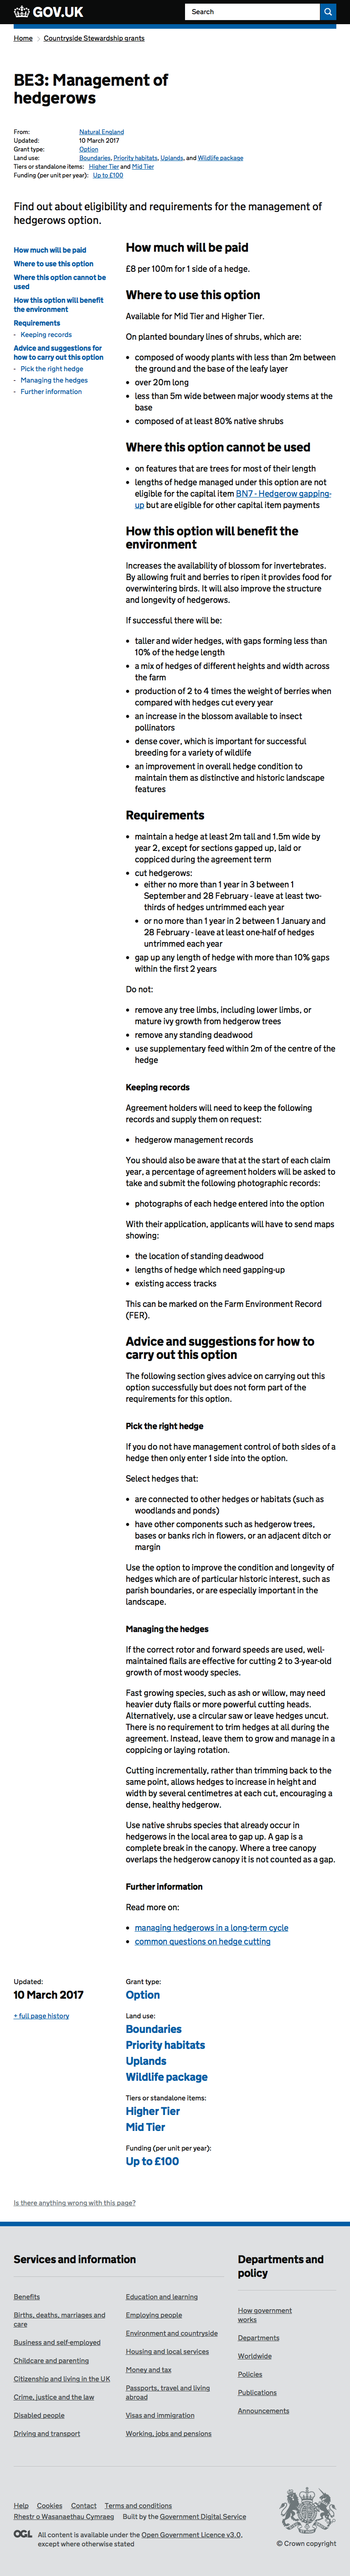 GOV.UK
Search
Home
Countryside Stewardship grants
BE3: Management of
hedgerows
From: Natural England
Updated: 10 March 2017
Grant type: Option
Land use: Boundaries, Priority habitats, Uplands, and Wildlife package
Tiers or standalone items: Higher Tier and Mid Tier
Funding (per unit per year): Up to £100
Find out about eligibility and requirements for the management of
hedgerows option.
How much will be paid
Where to use this option
Where this option cannot be
used
How this option will benefit
the environment
Requirements
- Keeping records
Advice and suggestions for
how to carry out this option
- Pick the right hedge
- Managing the hedges
- Further information
How much will be paid
£8 per 100m for 1 side of a hedge.
Where to use this option
Available for Mid Tier and Higher Tier.
On planted boundary lines of shrubs, which are:
• composed of woody plants with less than 2m between
the ground and the base of the leafy layer
• over 20m long
• less than 5m wide between major woody stems at the
base
• composed of at least 80% native shrubs
Where this option cannot be used
• on features that are trees for most of their length
• lengths of hedge managed under this option are not
eligible for the capital item BN7 - Hedgerow gapping-
up but are eligible for other capital item payments
How this option will benefit the
environment
Increases the availability of blossom for invertebrates.
By allowing fruit and berries to ripen it provides food for
overwintering birds. It will also improve the structure
and longevity of hedgerows.
If successful there will be:
• taller and wider hedges, with gaps forming less than
10% of the hedge length
• a mix of hedges of different heights and width across
the farm
• production of 2 to 4 times the weight of berries when
compared with hedges cut every year
• an increase in the blossom available to insect
pollinators
• dense cover, which is important for successful
breeding for a variety of wildlife
• an improvement in overall hedge condition to
maintain them as distinctive and historic landscape
features
Requirements
• maintain a hedge at least 2m tall and 1.5m wide by
year 2, except for sections gapped up, laid or
coppiced during the agreement term
• cut hedgerows:
• either no more than 1 year in 3 between 1
September and 28 February - leave at least two-
thirds of hedges untrimmed each year
• or no more than 1 year in 2 between 1 January and
28 February - leave at least one-half of hedges
untrimmed each year
• gap up any length of hedge with more than 10% gaps
within the first 2 years
Do not:
• remove any tree limbs, including lower limbs, or
mature ivy growth from hedgerow trees
• remove any standing deadwood
• use supplementary feed within 2m of the centre of the
hedge
Keeping records
Agreement holders will need to keep the following
records and supply them on request:
• hedgerow management records
You should also be aware that at the start of each claim
year, a percentage of agreement holders will be asked to
take and submit the following photographic records:
• photographs of each hedge entered into the option
With their application, applicants will have to send maps
showing:
• the location of standing deadwood
• lengths of hedge which need gapping-up
• existing access tracks
This can be marked on the Farm Environment Record
(FER).
Advice and suggestions for how to
carry out this option
The following section gives advice on carrying out this
option successfully but does not form part of the
requirements for this option.
Pick the right hedge
If you do not have management control of both sides of a
hedge then only enter 1 side into the option.
Select hedges that:
• are connected to other hedges or habitats (such as
woodlands and ponds)
• have other components such as hedgerow trees,
bases or banks rich in flowers, or an adjacent ditch or
margin
Use the option to improve the condition and longevity of
hedges which are of particular historic interest, such as
parish boundaries, or are especially important in the
landscape.
Managing the hedges
If the correct rotor and forward speeds are used, well-
maintained flails are effective for cutting 2 to 3-year-old
growth of most woody species.
Fast growing species, such as ash or willow, may need
heavier duty flails or more powerful cutting heads.
Alternatively, use a circular saw or leave hedges uncut.
There is no requirement to trim hedges at all during the
agreement. Instead, leave them to grow and manage in a
coppicing or laying rotation.
Cutting incrementally, rather than trimming back to the
same point, allows hedges to increase in height and
width by several centimetres at each cut, encouraging a
dense, healthy hedgerow.
Use native shrubs species that already occur in
hedgerows in the local area to gap up. A gap is a
complete break in the canopy. Where a tree canopy
overlaps the hedgerow canopy it is not counted as a gap.
Further information
Read more on:
• managing hedgerows in a long-term cycle
• common questions on hedge cutting
Updated:
10 March 2017
+ full page history
Grant type:
Option
Land use:
Boundaries
Priority habitats
Uplands
Wildlife package
Tiers or standalone items:
Higher Tier
Mid Tier
Funding (per unit per year):
Up to £100
Is there anything wrong with this page?
Services and information
Benefits
Births, deaths, marriages and
care
Business and self-employed
Childcare and parenting
Citizenship and living in the UK
Crime, justice and the law
Disabled people
Driving and transport
Education and learning
Employing people
Environment and countryside
Housing and local services
Money and tax
Passports, travel and living
abroad
Visas and immigration
Working, jobs and pensions
Departments and
policy
How government
works
Departments
Worldwide
Policies
Publications
Announcements
Help Cookies Contact Terms and conditions
Rhestr o Wasanaethau Cymraeg Built by the Government Digital Service
OGL All content is available under the Open Government Licence v3.0,
except where otherwise stated
© Crown copyright